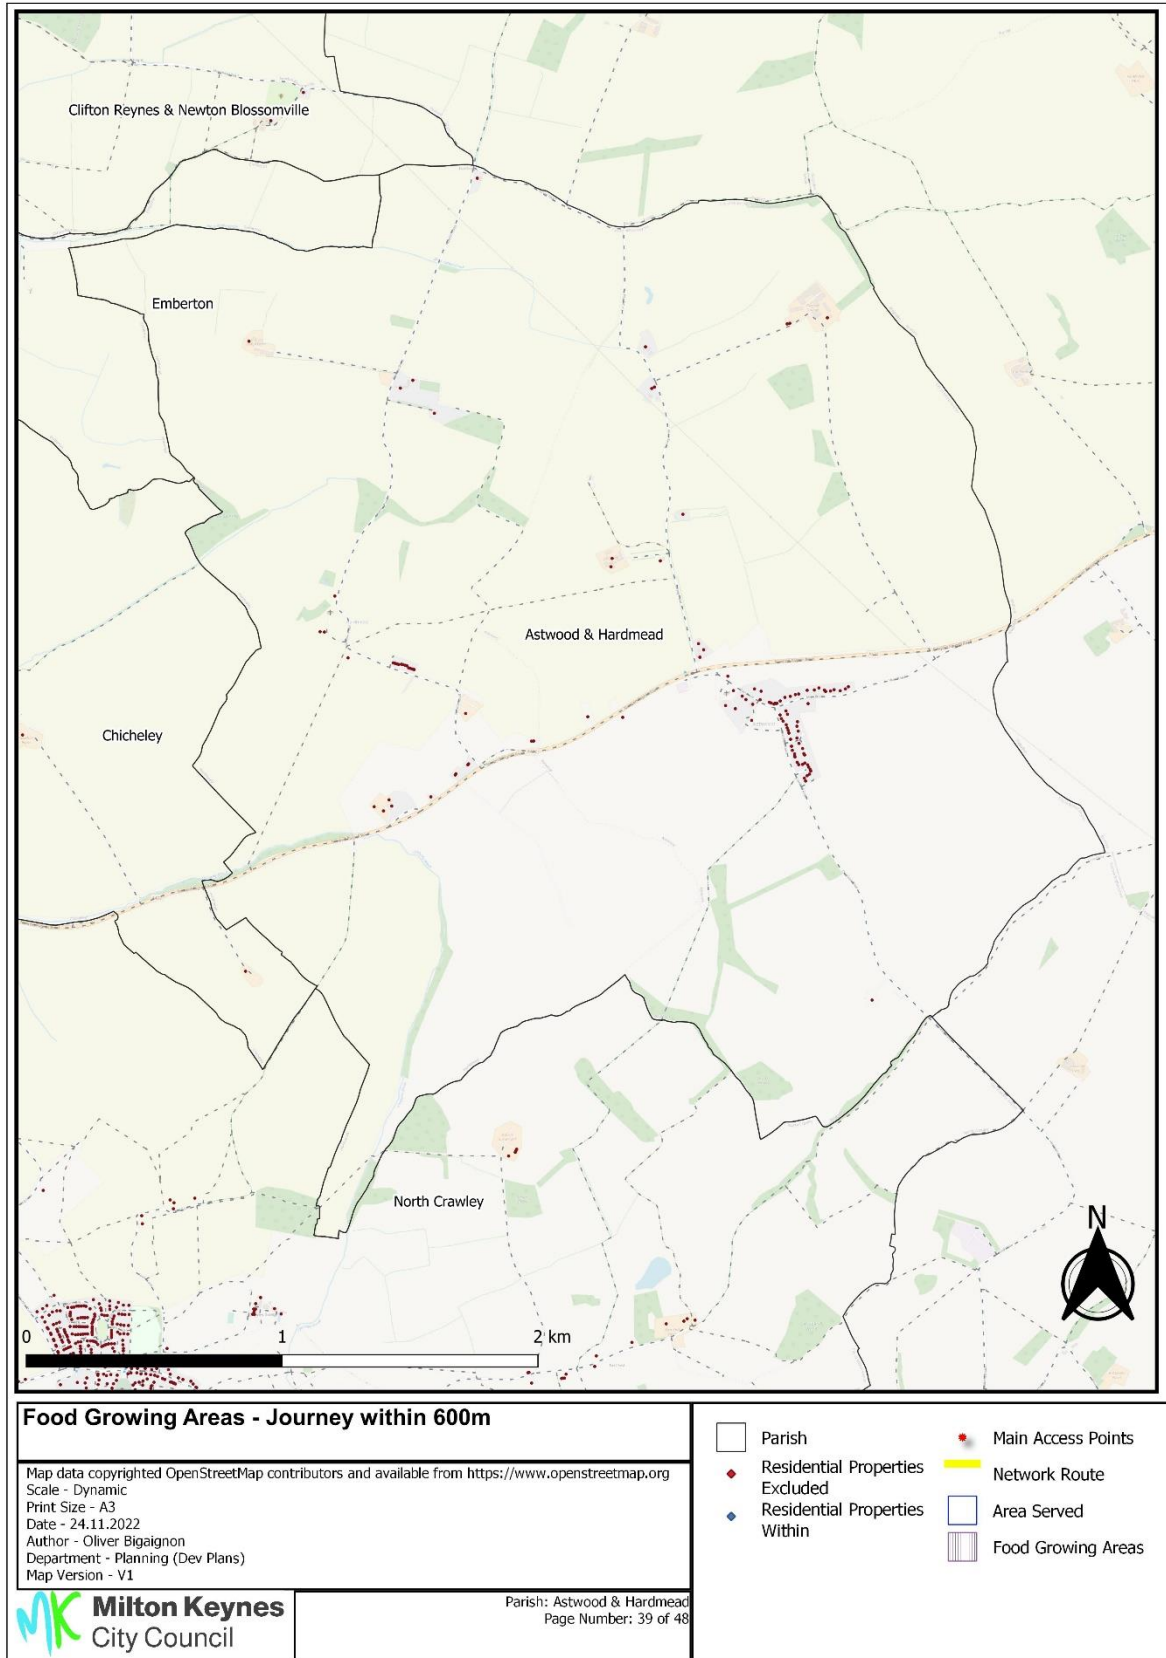 Clifton Reynes & Newton Blossomville
Emberton
Astwood & Hardmead
Chicheley
North Crawley
N
0 1 2 km
Food Growing Areas - Journey within 600m
Map data copyrighted OpenStreetMap contributors and available from https://www.openstreetmap.org
Scale - Dynamic
Print Size - A3
Date - 24.11.2022
Author - Oliver Bigaignon
Department - Planning (Dev Plans)
Map Version - V1
MK Milton Keynes
City Council
Parish: Astwood & Hardmead
Page Number: 39 of 48
Parish
Residential Properties
Excluded
Residential Properties
Within
Main Access Points
Network Route
Area Served
Food Growing Areas